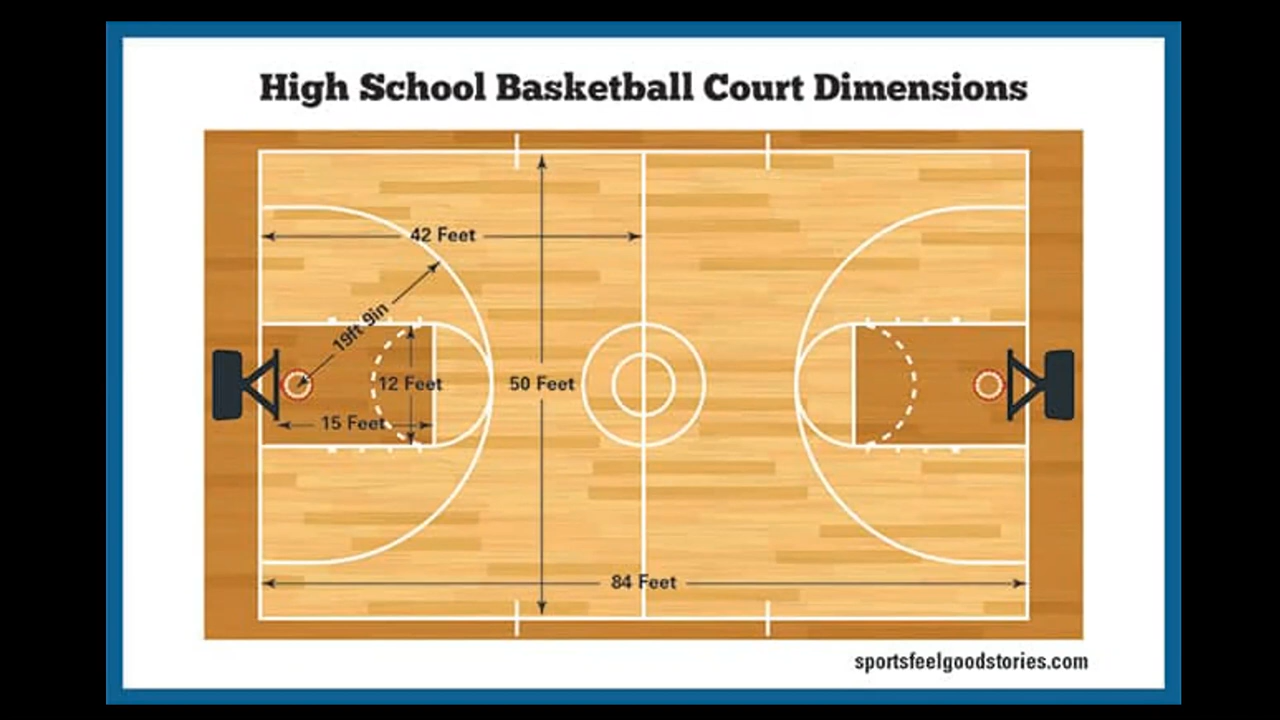 High School Basketball Court Dimensions
42 Feet
19ft 9in
12 Feet
50 Feet
15 Feet
84 Feet
sportsfeelgoodstories.com